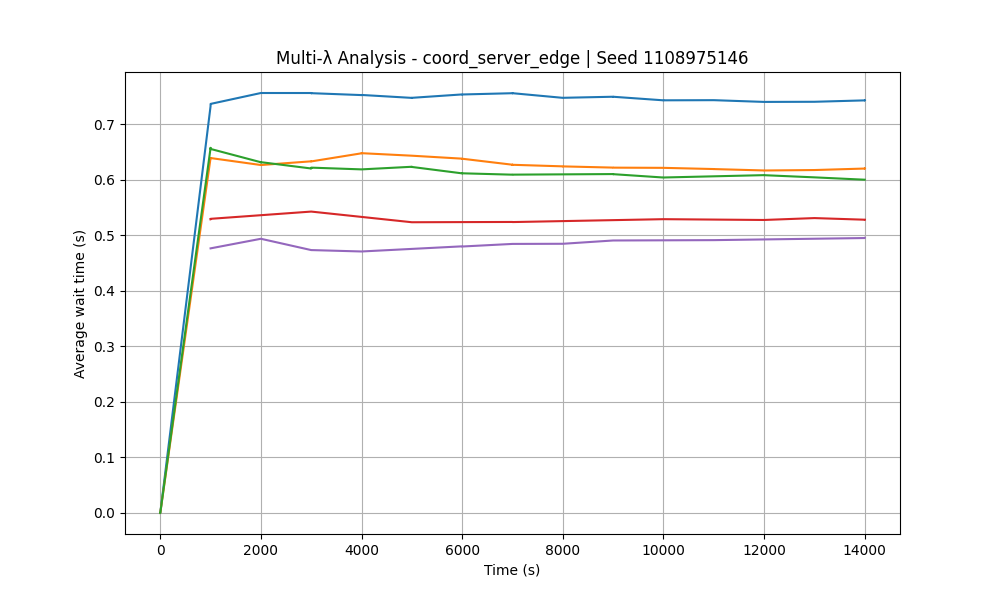 Multi-λ Analysis - coord_server_edge | Seed 1108975146
Average wait time (s)
0.7
0.6
0.5
0.4
0.3
0.2
0.1
0.0
0 2000 4000 6000 8000 10000 12000 14000
Time (s)